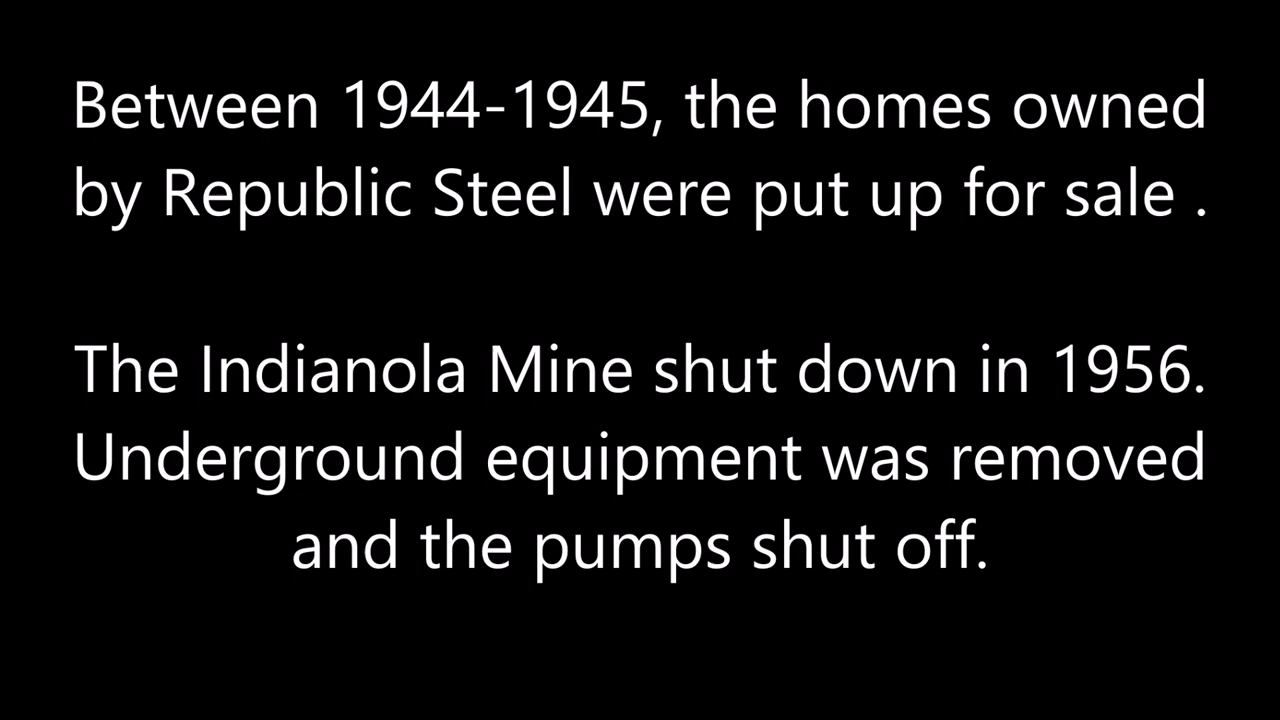 Between 1944-1945, the homes owned
by Republic Steel were put up for sale .
The Indianola Mine shut down in 1956.
Underground equipment was removed
and the pumps shut off.